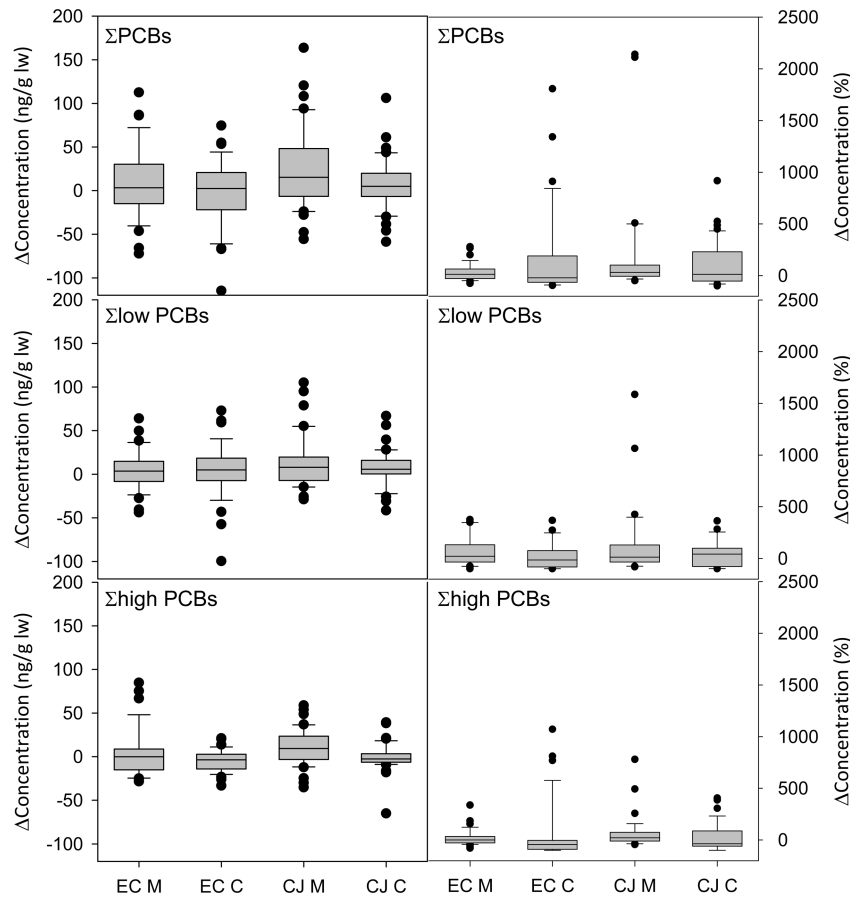 ΣPCBs
ΔConcentration (ng/g lw)
200
150
100
50
0
-50
-100
ΣPCBs
2500
2000
1500
1000
500
0
ΔConcentration (%)
Σlow PCBs
ΔConcentration (ng/g lw)
200
150
100
50
0
-50
-100
Σlow PCBs
2500
2000
1500
1000
500
0
ΔConcentration (%)
Σhigh PCBs
ΔConcentration (ng/g lw)
200
150
100
50
0
-50
-100
Σhigh PCBs
2500
2000
1500
1000
500
0
ΔConcentration (%)
EC M EC C CJ M CJ C
EC M EC C CJ M CJ C